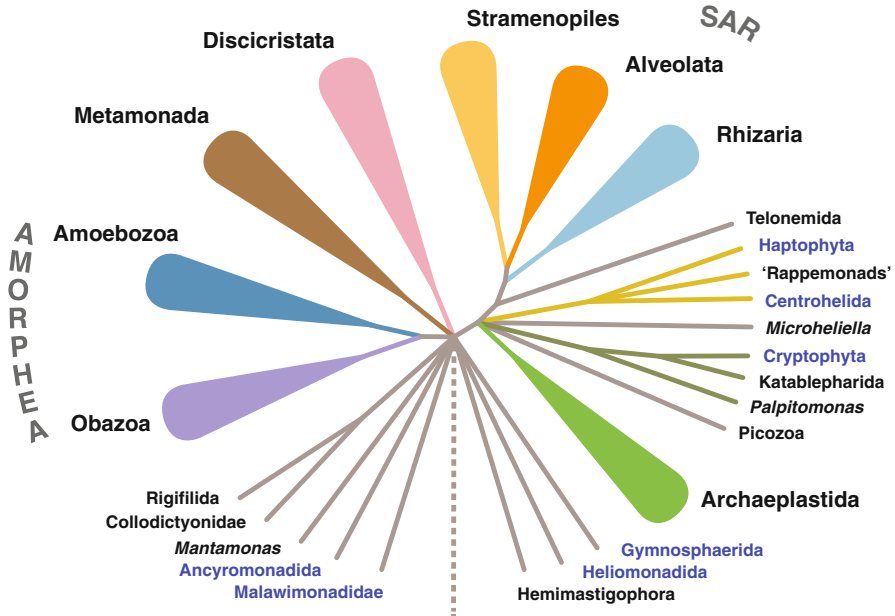 Stramenopiles
SAR
Discicristata
Alveolata
Metamonada
Rhizaria
Telonemida
AMORPHEA
Amoebozoa
Haptophyta
‘Rappemonads’
Centrohelida
Microheliella
Cryptophyta
Katablepharida
Palpitomonas
Obazoa
Picozoa
Rigifilida
Archaeplastida
Collodictyonidae
Mantamonas
Gymnosphaerida
Ancyromonadida
Heliomonadida
Malawimonadidae
Hemimastigophora